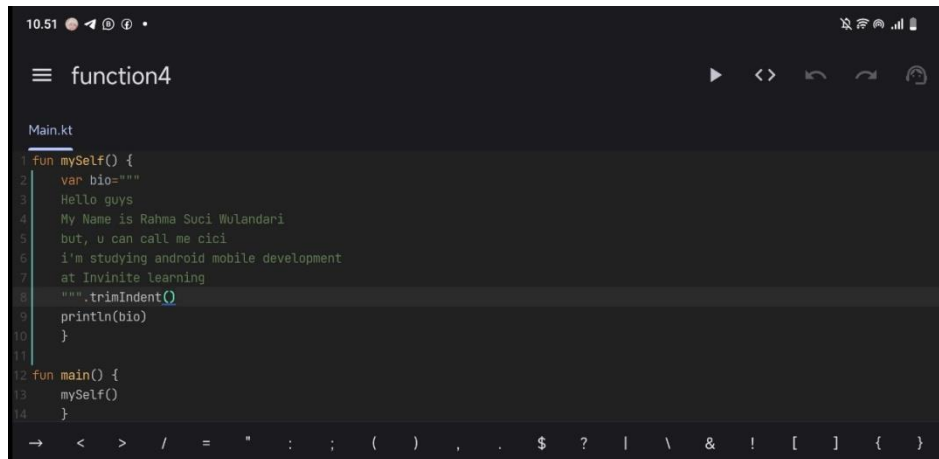 10.51
function4
Main.kt
1 fun mySelf() {
2 var bio="""
3 Hello guys
4 My Name is Rahma Suci Wulandari
5 but, u can call me cici
6 i'm studying android mobile development
7 at Invinite learning
8 """.trimIndent()
9 println(bio)
10 }
11
12 fun main() {
13 mySelf()
14 }
→ < > / = " : ; ( ) , . $ ? | \ & ! [ ] { }